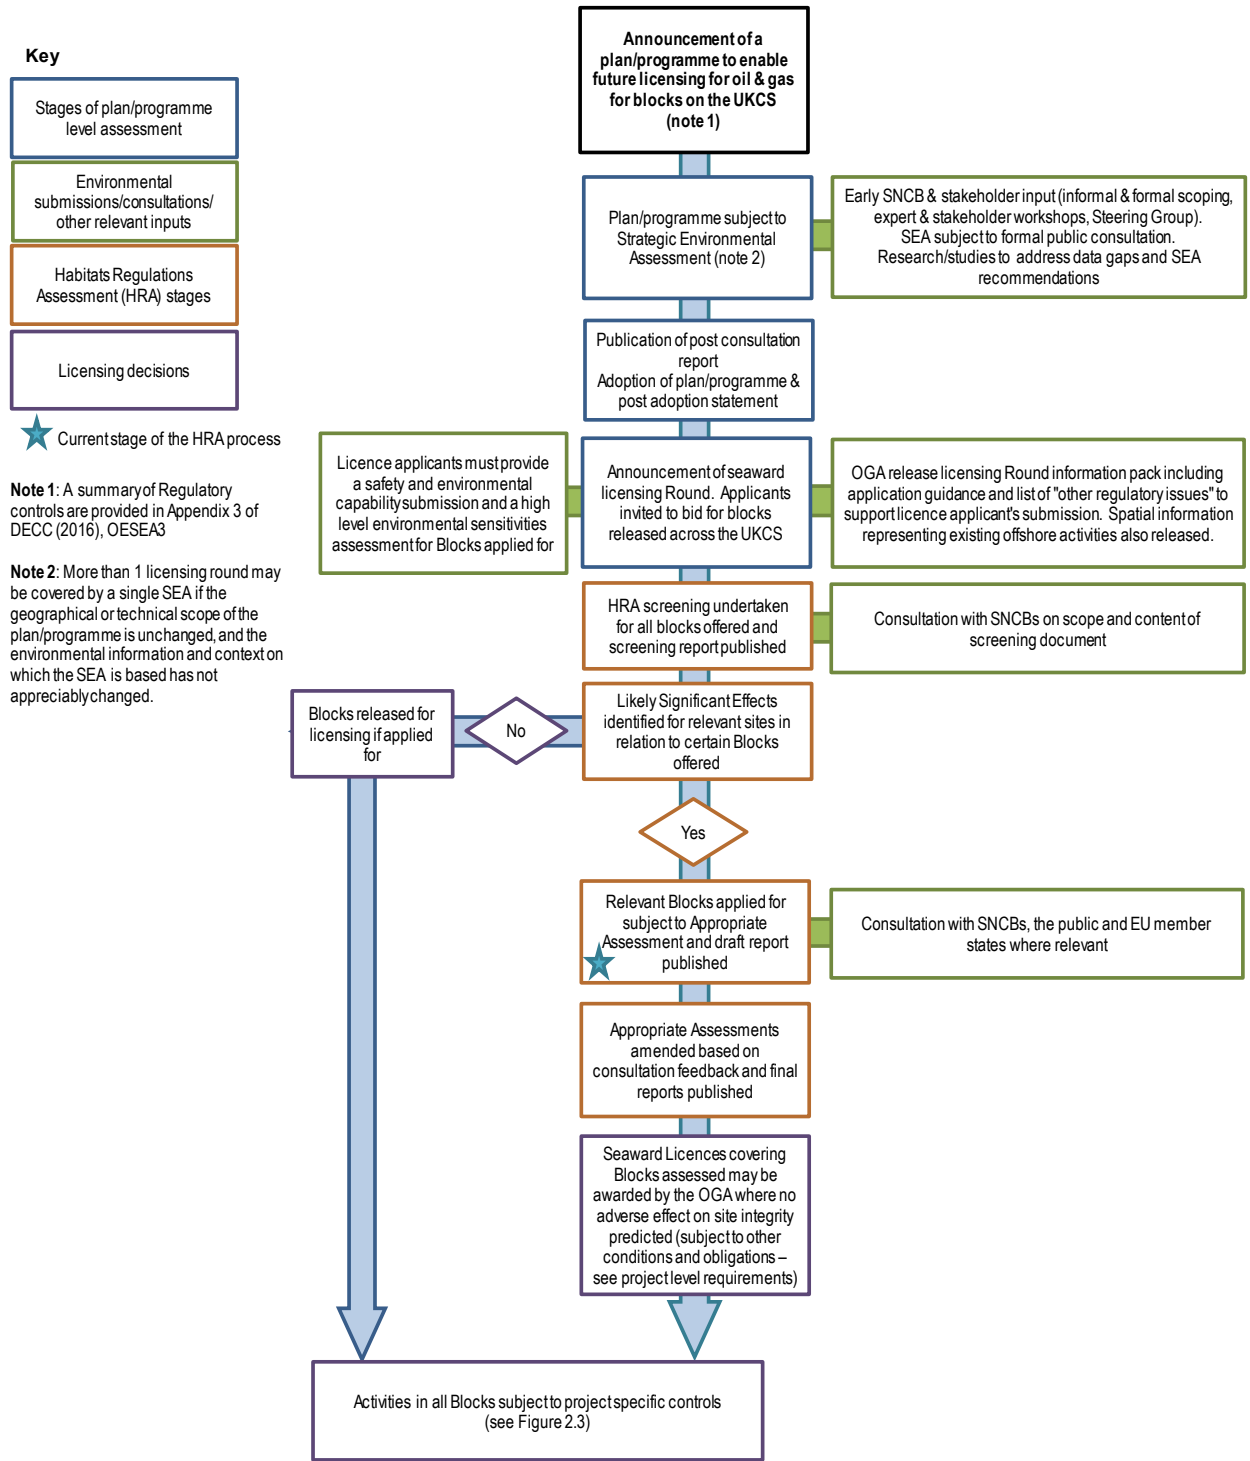 Key
Stages of plan/programme
level assessment
Environmental
submissions/consultations/
other relevant inputs
Habitats Regulations
Assessment (HRA) stages
Licensing decisions
Current stage of the HRA process
Note 1: A summary of Regulatory
controls are provided in Appendix 3 of
DECC (2016), OESEA3
Note 2: More than 1 licensing round may
be covered by a single SEA if the
geographical or technical scope of the
plan/programme is unchanged, and the
environmental information and context on
which the SEA is based has not
appreciably changed.
Announcement of a
plan/programme to enable
future licensing for oil & gas
for blocks on the UKCS
(note 1)
Plan/programme subject to
Strategic Environmental
Assessment (note 2)
Early SNCB & stakeholder input (informal & formal scoping,
expert & stakeholder workshops, Steering Group).
SEA subject to formal public consultation.
Research/studies to address data gaps and SEA
recommendations
Publication of post consultation
report
Adoption of plan/programme &
post adoption statement
Licence applicants must provide
a safety and environmental
capability submission and a high
level environmental sensitivities
assessment for Blocks applied for
Announcement of seaward
licensing Round. Applicants
invited to bid for blocks
released across the UKCS
OGA release licensing Round information pack including
application guidance and list of "other regulatory issues" to
support licence applicant's submission. Spatial information
representing existing offshore activities also released.
HRA screening undertaken
for all blocks offered and
screening report published
Consultation with SNCBs on scope and content of
screening document
Blocks released for
licensing if applied
for
No
Likely Significant Effects
identified for relevant sites in
relation to certain Blocks
offered
Yes
Relevant Blocks applied for
subject to Appropriate
Assessment and draft report
published
Consultation with SNCBs, the public and EU member
states where relevant
Appropriate Assessments
amended based on
consultation feedback and final
reports published
Seaward Licences covering
Blocks assessed may be
awarded by the OGA where no
adverse effect on site integrity
predicted (subject to other
conditions and obligations –
see project level requirements)
Activities in all Blocks subject to project specific controls
(see Figure 2.3)